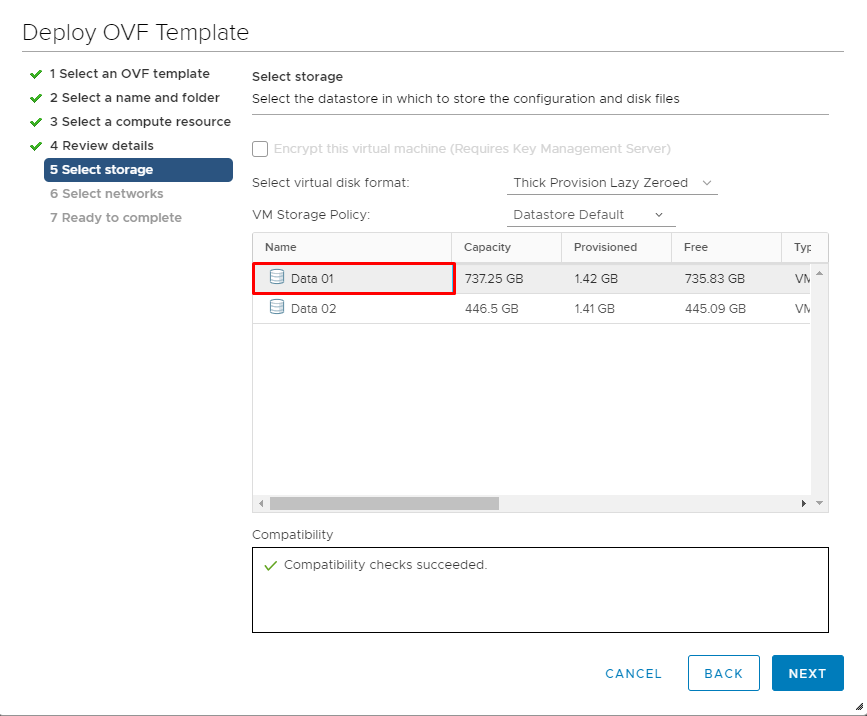 Deploy OVF Template
1 Select an OVF template
2 Select a name and folder
3 Select a compute resource
4 Review details
5 Select storage
6 Select networks
7 Ready to complete
Select storage
Select the datastore in which to store the configuration and disk files
Encrypt this virtual machine (Requires Key Management Server)
Select virtual disk format: Thick Provision Lazy Zeroed
VM Storage Policy: Datastore Default
Name Capacity Provisioned Free Typ
Data 01 737.25 GB 1.42 GB 735.83 GB VM
Data 02 446.5 GB 1.41 GB 445.09 GB VM
Compatibility
Compatibility checks succeeded.
CANCEL BACK NEXT